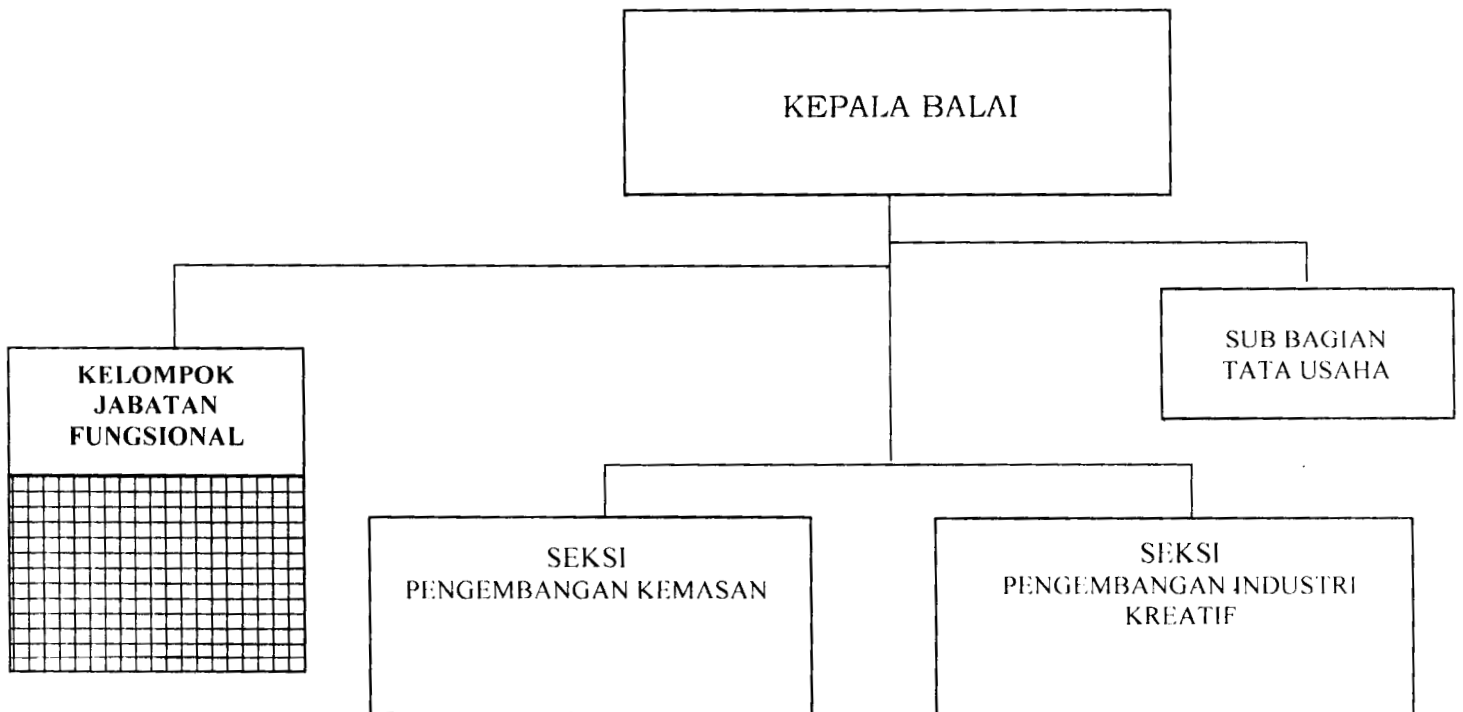 KEPALA BALAI
SUB BAGIAN
TATA USAHA
KELOMPOK
JABATAN
FUNGSIONAL
SEKSI
PENGEMBANGAN KEMASAN
SEKSI
PENGEMBANGAN INDUSTRI
KREATIF